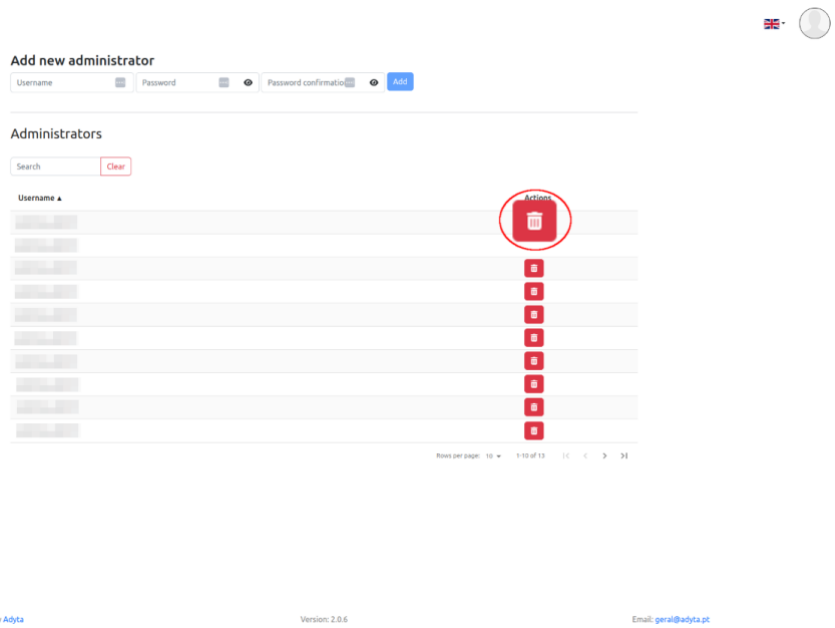 Add new administrator
Username Password Password confirmatio Add
Administrators
Search Clear
Username ▲ Actions
Rows per page: 10 1-10 of 13
Adyta Version: 2.0.6 Email: geral@adyta.pt